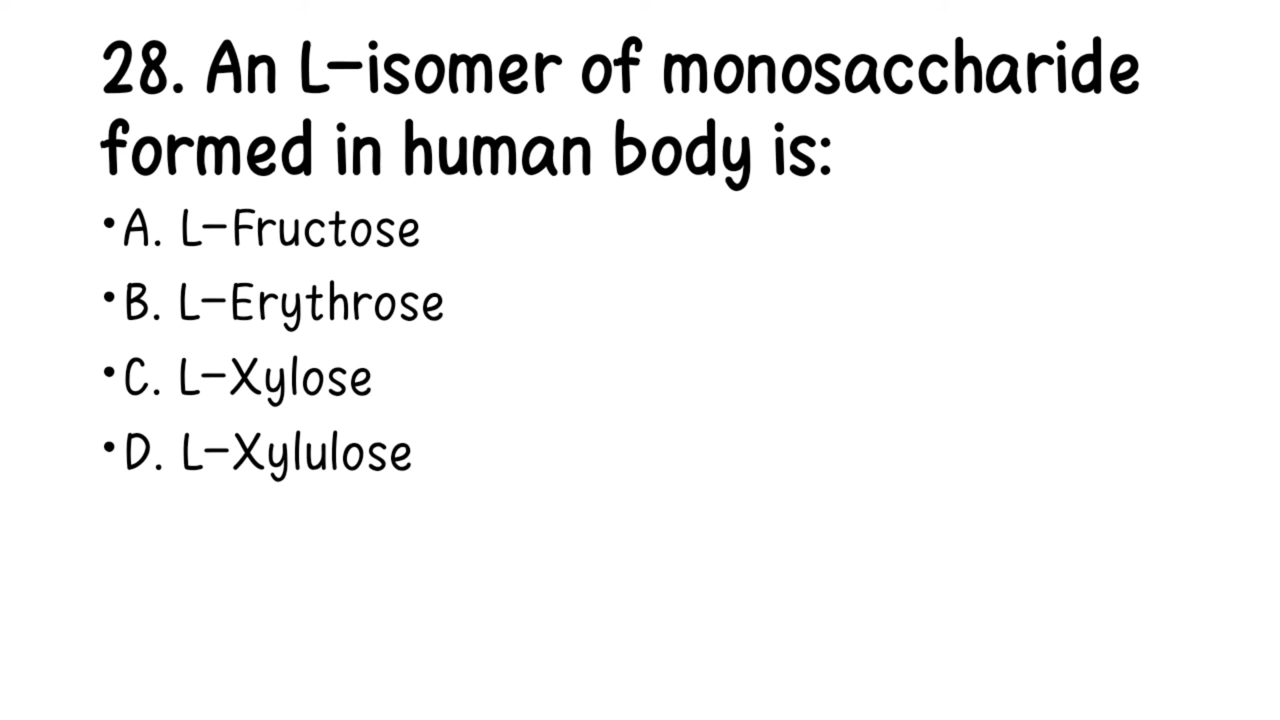 28. An L-isomer of monosaccharide
formed in human body is:
•A. L-Fructose
•B. L-Erythrose
•C. L-Xylose
•D. L-Xylulose